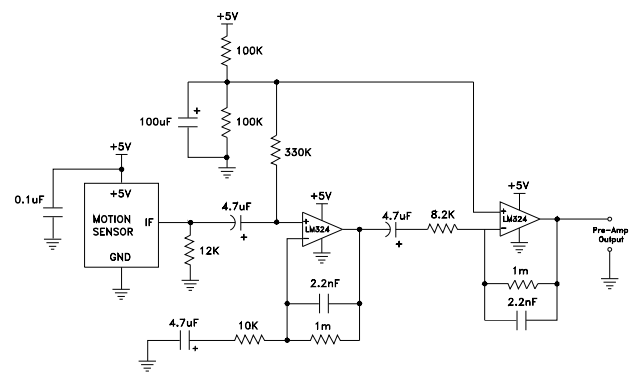 +5V
100K
+
100uF
100K
+5V
330K
0.1uF
+5V
MOTION
SENSOR
IF
GND
4.7uF
+
12K
+5V
+
LM324
−
4.7uF
+
8.2K
+5V
+
LM324
−
Pre-Amp
Output
1m
2.2nF
2.2nF
4.7uF
+
10K
1m